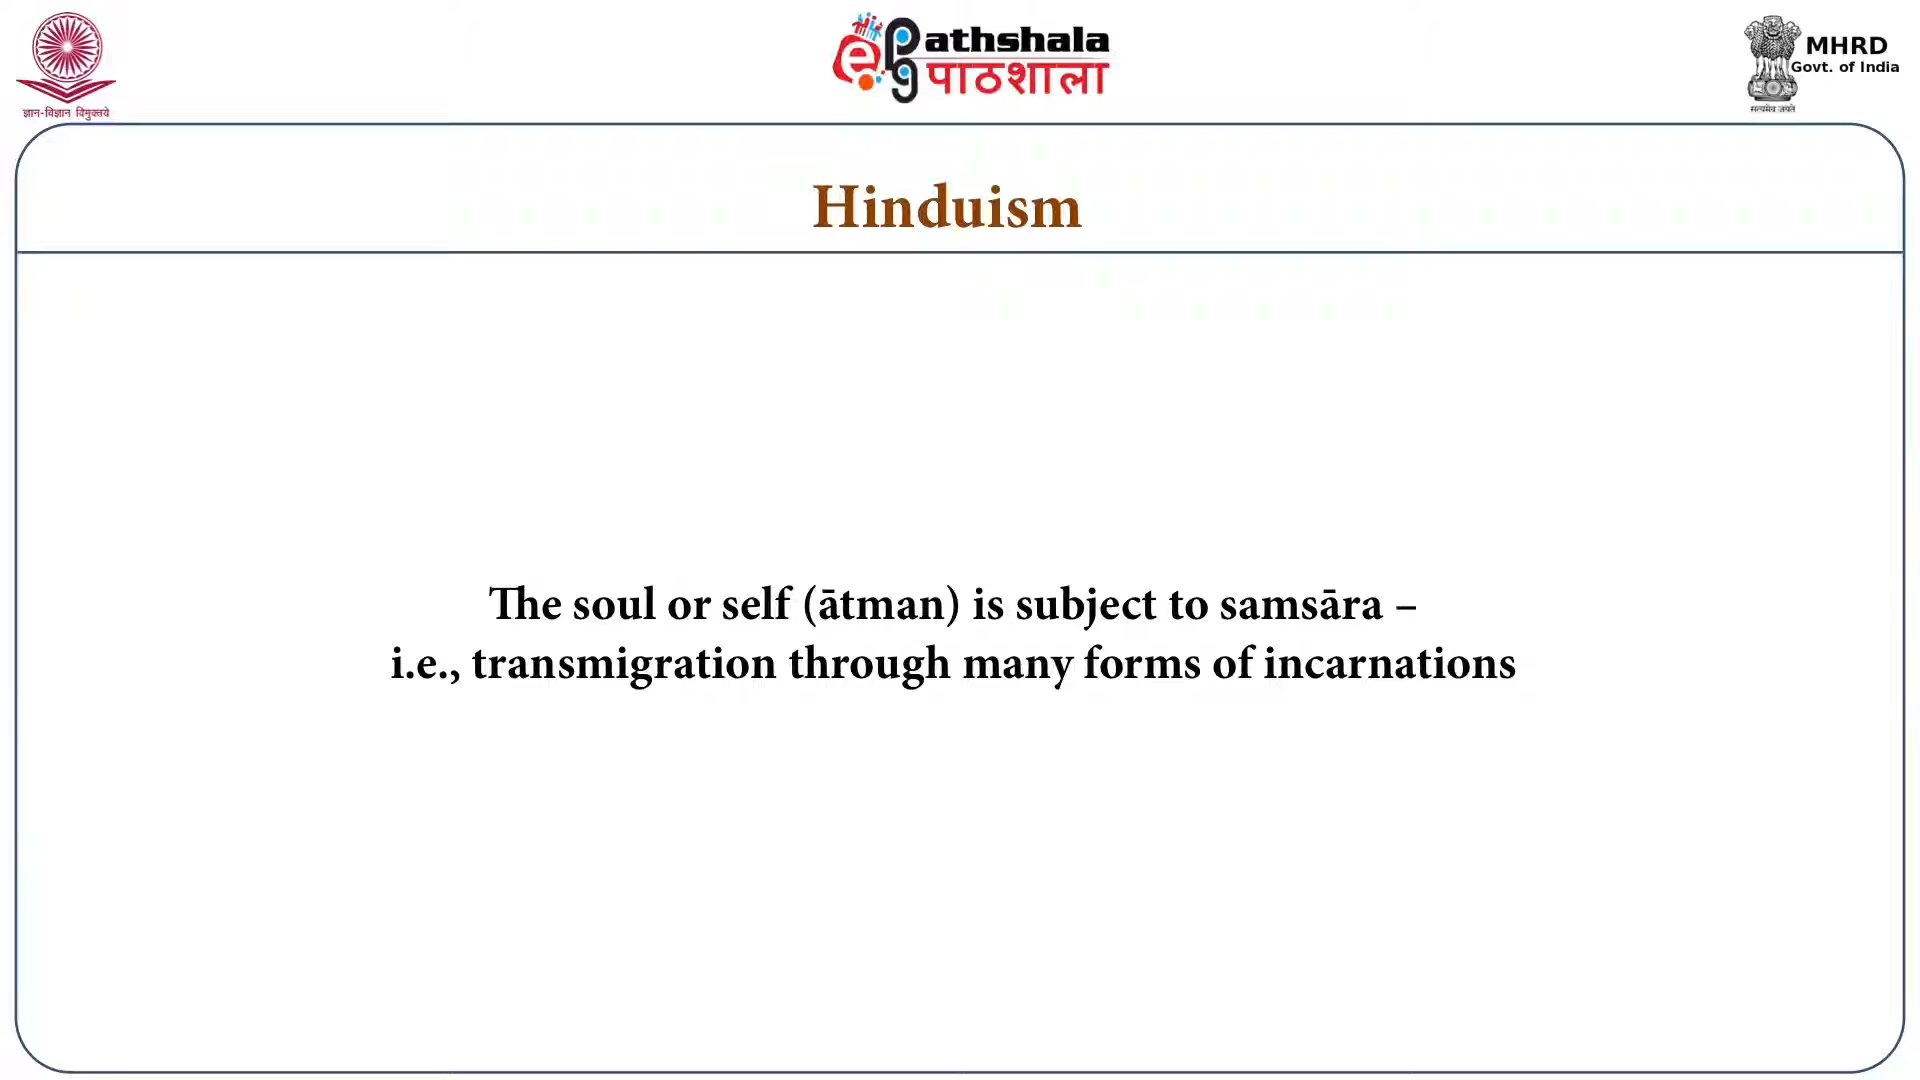 ज्ञान-विज्ञान विमुक्तये
ePathshala
पाठशाला
MHRD
Govt. of India
सत्यमेव जयते
Hinduism
The soul or self (ātman) is subject to samsāra –
i.e., transmigration through many forms of incarnations